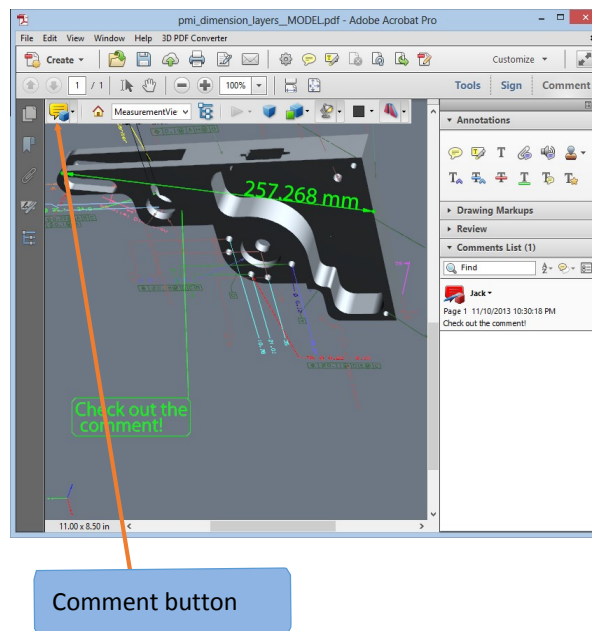 pmi_dimension_layers__MODEL.pdf - Adobe Acrobat Pro
File Edit View Window Help 3D PDF Converter
Create
Customize
1 / 1
100%
Tools Sign Comment
MeasurementVie
Annotations
257.268 mm
Drawing Markups
Review
Comments List (1)
Find
Jack
Page 1 11/10/2013 10:30:18 PM
Check out the comment!
Check out the
comment!
11.00 x 8.50 in
Comment button